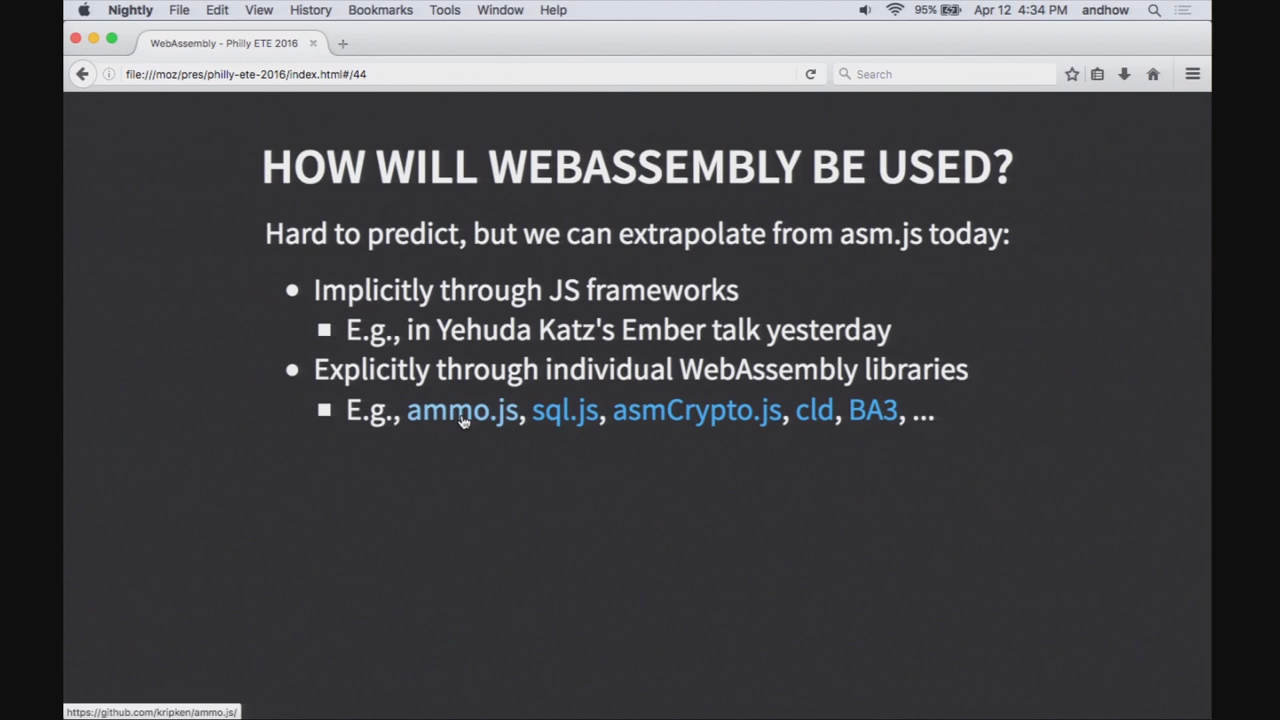 Nightly File Edit View History Bookmarks Tools Window Help 95% Apr 12 4:34 PM andhow
WebAssembly - Philly ETE 2016
file:///moz/pres/philly-ete-2016/index.html#/44 Search
HOW WILL WEBASSEMBLY BE USED?
Hard to predict, but we can extrapolate from asm.js today:
Implicitly through JS frameworks
E.g., in Yehuda Katz's Ember talk yesterday
Explicitly through individual WebAssembly libraries
E.g., ammo.js, sql.js, asmCrypto.js, cld, BA3, ...
https://github.com/kripken/ammo.js/